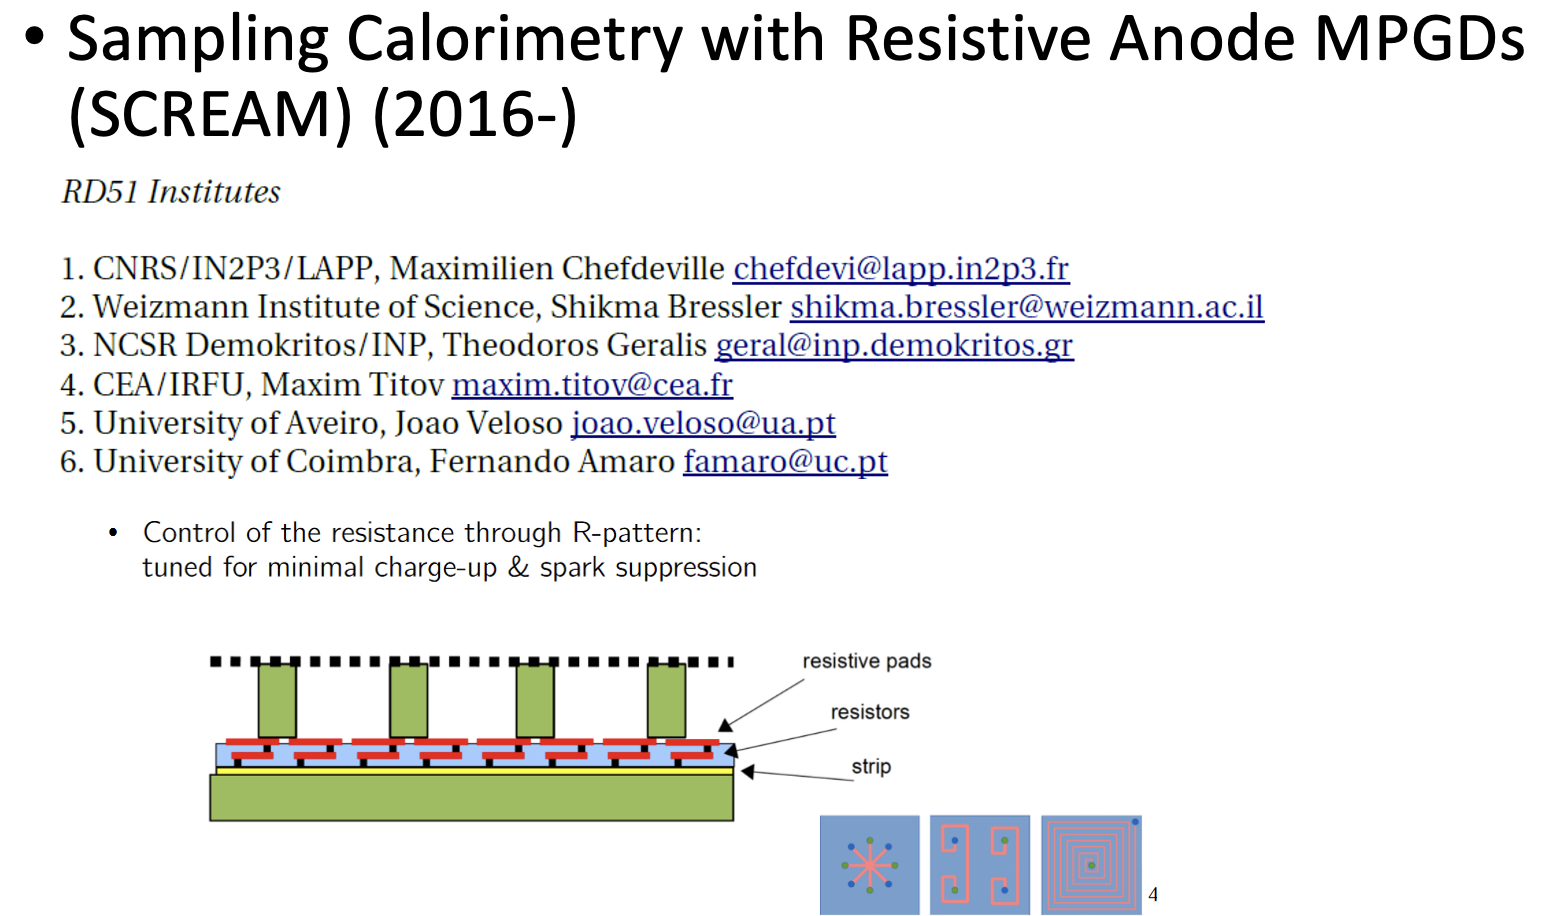 • Sampling Calorimetry with Resistive Anode MPGDs
(SCREAM) (2016-)
RD51 Institutes
1. CNRS/IN2P3/LAPP, Maximilien Chefdeville chefdevi@lapp.in2p3.fr
2. Weizmann Institute of Science, Shikma Bressler shikma.bressler@weizmann.ac.il
3. NCSR Demokritos/INP, Theodoros Geralis geral@inp.demokritos.gr
4. CEA/IRFU, Maxim Titov maxim.titov@cea.fr
5. University of Aveiro, Joao Veloso joao.veloso@ua.pt
6. University of Coimbra, Fernando Amaro famaro@uc.pt
• Control of the resistance through R-pattern:
tuned for minimal charge-up & spark suppression
resistive pads
resistors
strip
4